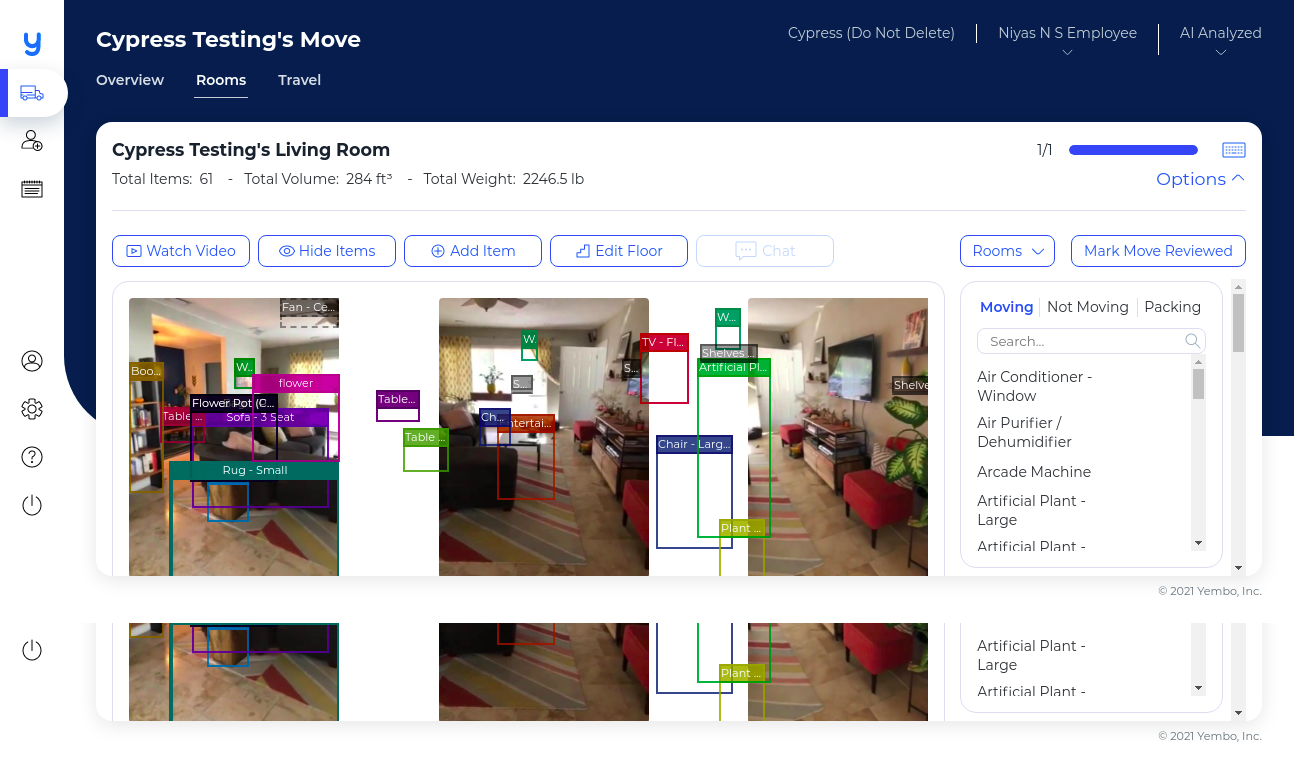 y
Cypress Testing's Move
Cypress (Do Not Delete)
Niyas N S Employee
AI Analyzed
Overview
Rooms
Travel
Cypress Testing's Living Room
1/1
Total Items: 61 - Total Volume: 284 ft³ - Total Weight: 2246.5 lb
Options
Watch Video
Hide Items
Add Item
Edit Floor
Chat
Rooms
Mark Move Reviewed
Fan - Ce...
W...
TV - Fl...
Shelves ...
Boo...
W...
flower
Artificial Pl...
S...
S...
Shelve
Table...
Flower Pot (C...
Table ...
Sofa - 3 Seat
Ch...
ntertai...
Table ...
Chair - Larg...
Rug - Small
Plant ...
Moving
Not Moving
Packing
Search...
Air Conditioner -
Window
Air Purifier /
Dehumidifier
Arcade Machine
Artificial Plant -
Large
Artificial Plant -
© 2021 Yembo, Inc.
Plant ...
Artificial Plant -
Large
Artificial Plant -
© 2021 Yembo, Inc.